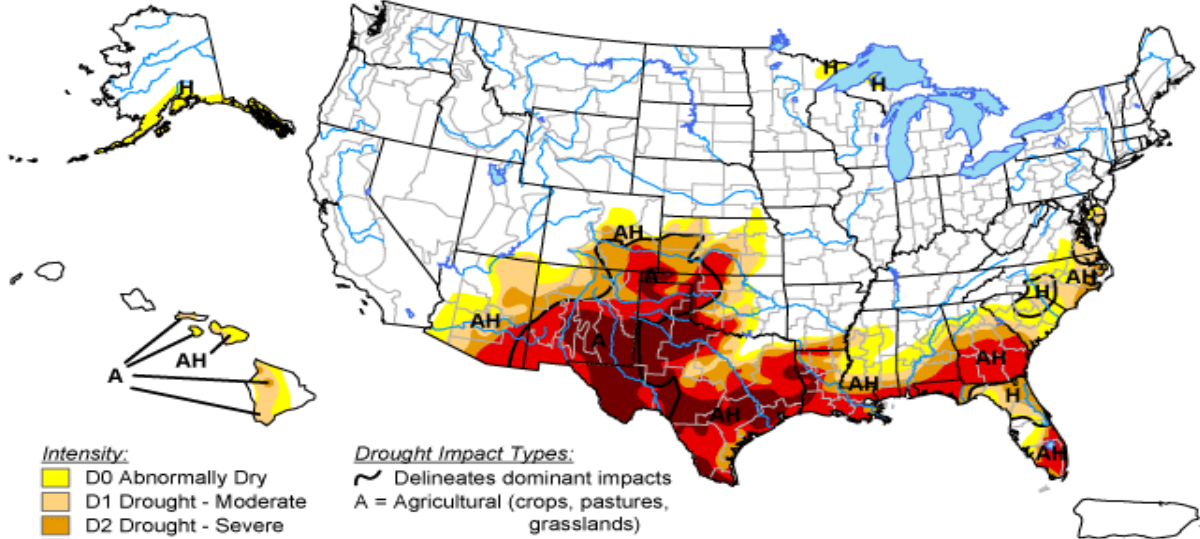 H
H
H
AH
A
AH
H
AH
A
AH
AH
AH
AH
H
AH
A
AH
Intensity:
D0 Abnormally Dry
D1 Drought - Moderate
D2 Drought - Severe
Drought Impact Types:
Delineates dominant impacts
A = Agricultural (crops, pastures,
grasslands)